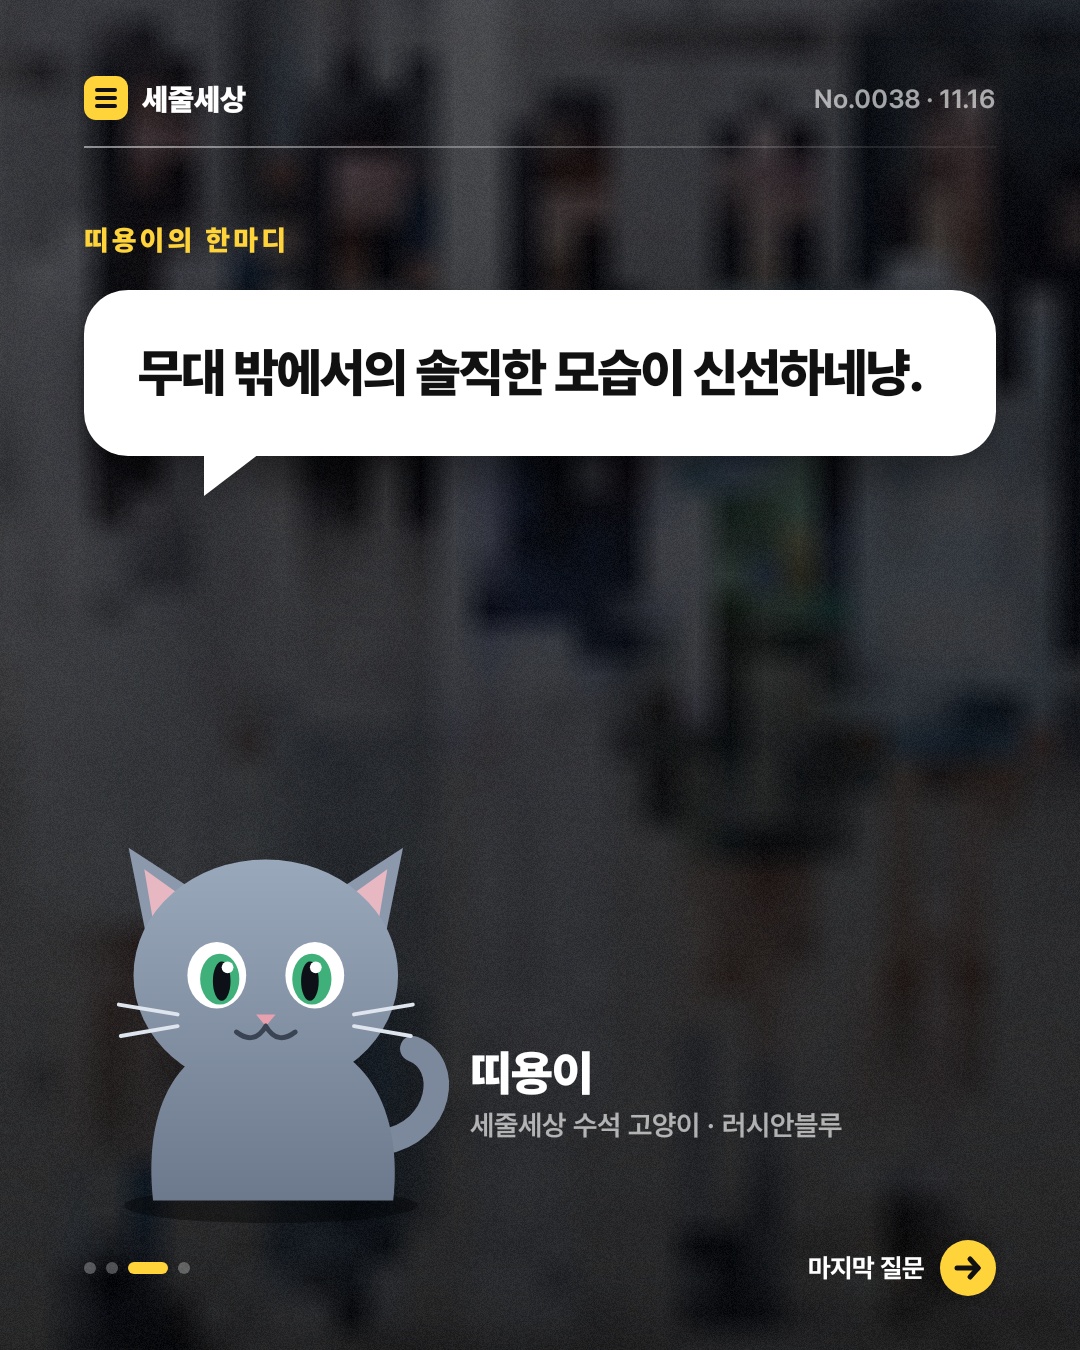 세줄세상
No.0038 · 11.16
띠용이의 한마디
무대 밖에서의 솔직한 모습이 신선하네냥.
띠용이
세줄세상 수석 고양이 · 러시안블루
마지막 질문